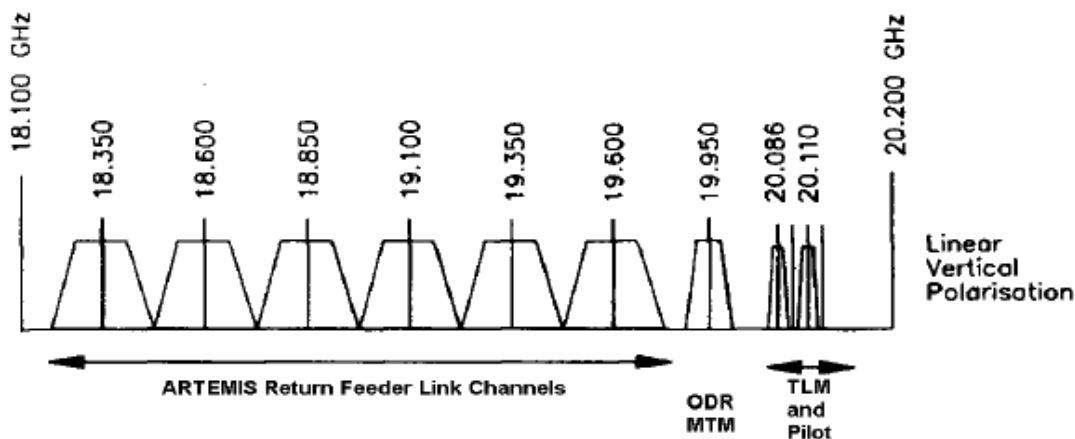 18.100 GHz
18.350
18.600
18.850
19.100
19.350
19.600
19.950
20.086
20.110
20.200 GHz
Linear
Vertical
Polarisation
ARTEMIS Return Feeder Link Channels
ODR
MTM
TLM
and
Pilot